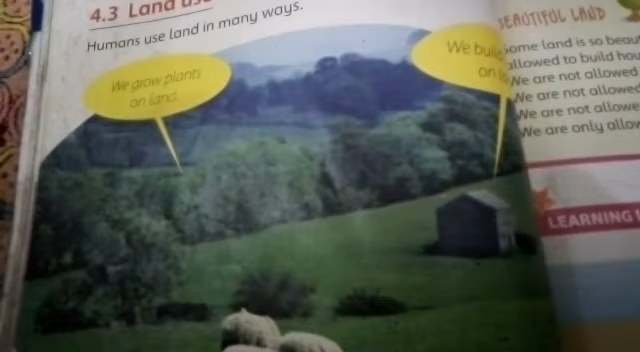 4.3 Land
Humans use land in many ways.
We grow plants
on land.
We build
on
BEAUTIFUL LAND
ome land is so beau
allowed to build hou
We are not allowed
We are not allowed
We are not allowe
We are only allow
LEARNING